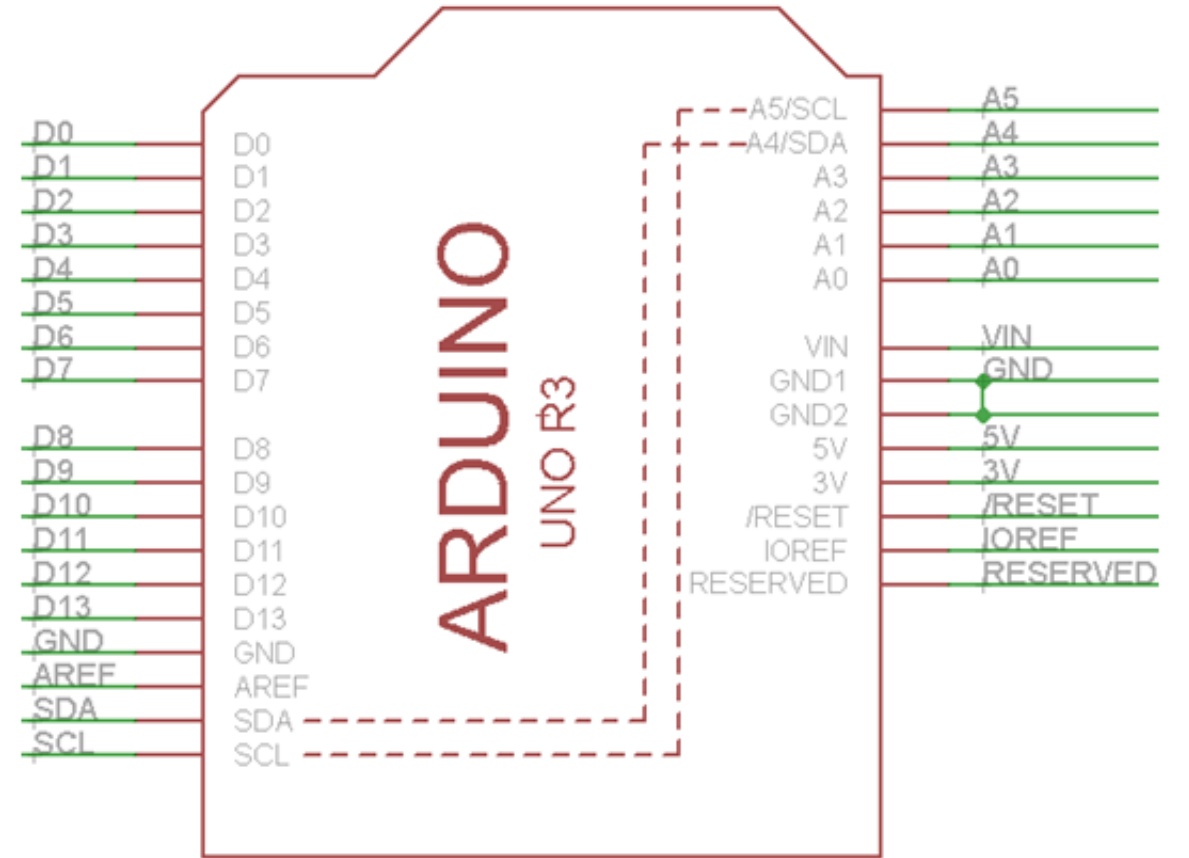 D0 D0
D1 D1
D2 D2
D3 D3
D4 D4
D5 D5
D6 D6
D7 D7
D8 D8
D9 D9
D10 D10
D11 D11
D12 D12
D13 D13
GND GND
AREF AREF
SDA SDA
SCL SCL
ARDUINO
UNO R3
A5/SCL A5
A4/SDA A4
A3 A3
A2 A2
A1 A1
A0 A0
VIN VIN
GND1 GND
GND2
5V 5V
3V 3V
/RESET /RESET
IOREF IOREF
RESERVED RESERVED